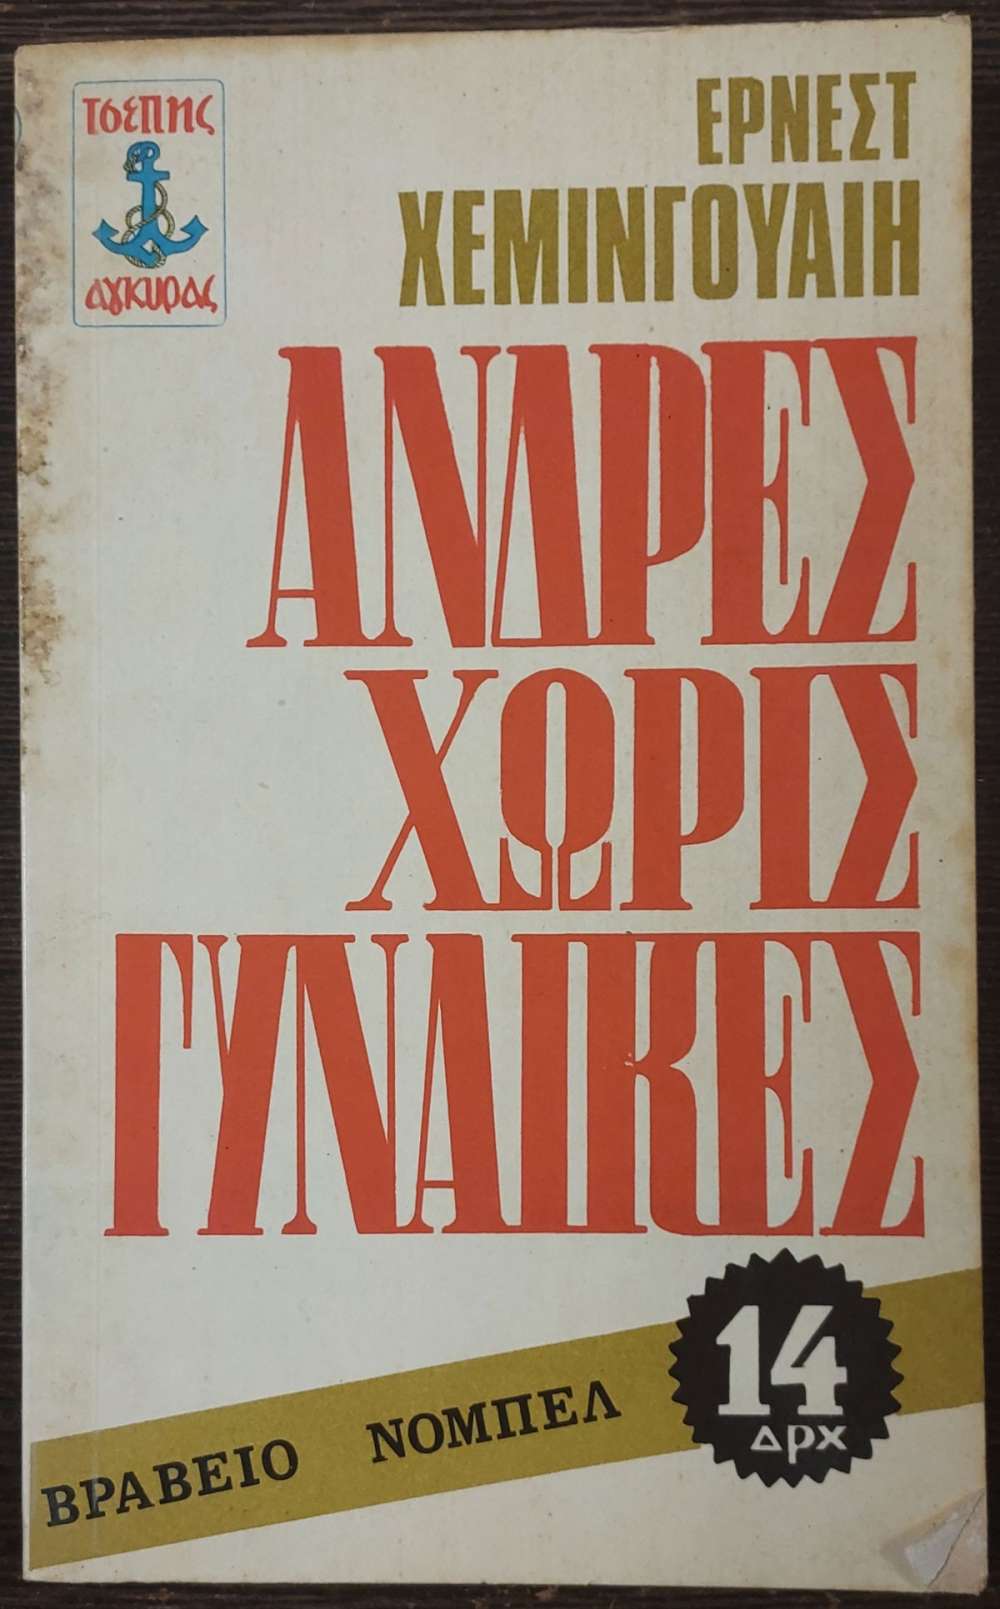 τσεπης
αγκυρας
ΕΡΝΕΣΤ
ΧΕΜΙΝΓΟΥΑΙΗ
ΑΝΔΡΕΣ
ΧΩΡΙΣ
ΓΥΝΑΙΚΕΣ
14
ΔΡΧ
ΒΡΑΒΕΙΟ ΝΟΜΠΕΛ